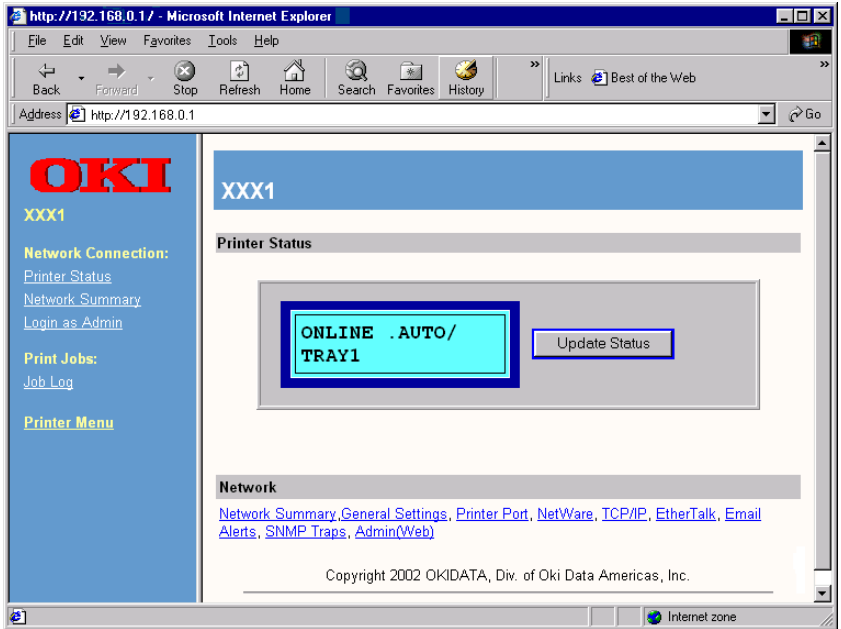 http://192.168.0.1/ - Microsoft Internet Explorer
File Edit View Favorites Tools Help
Back Forward Stop Refresh Home Search Favorites History » Links Best of the Web »
Address http://192.168.0.1 Go
OKI
XXX1
Network Connection:
Printer Status
Network Summary
Login as Admin
Print Jobs:
Job Log
Printer Menu
XXX1
Printer Status
ONLINE .AUTO/
TRAY1
Update Status
Network
Network Summary,General Settings, Printer Port, NetWare, TCP/IP, EtherTalk, Email
Alerts, SNMP Traps, Admin(Web)
Copyright 2002 OKIDATA, Div. of Oki Data Americas, Inc.
Internet zone